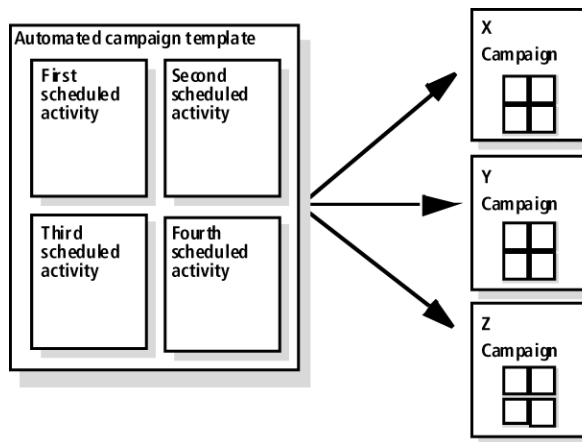 Automated campaign template
First
scheduled
activity
Second
scheduled
activity
Third
scheduled
activity
Fourth
scheduled
activity
X
Campaign
Y
Campaign
Z
Campaign